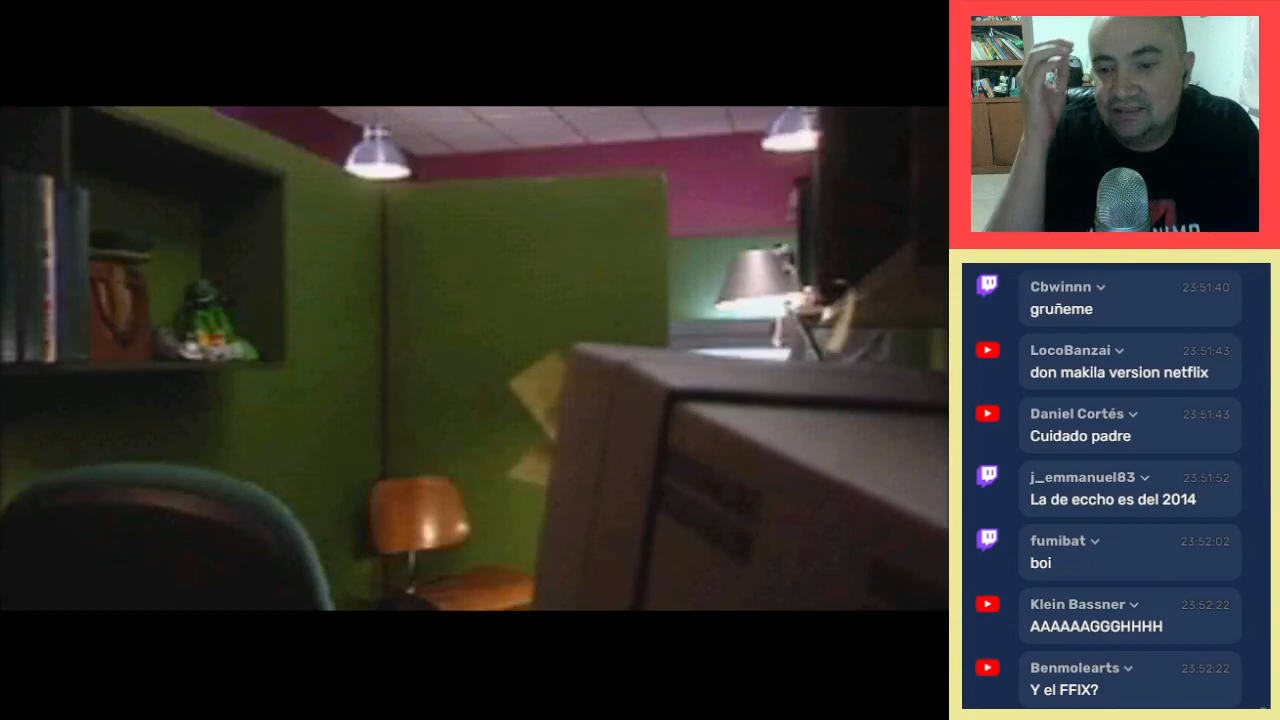 Cbwinnn
23:51:40
gruñeme
LocoBanzai
23:51:43
don makila version netflix
Daniel Cortés
23:51:43
Cuidado padre
j_emmanuel83
23:51:52
La de eccho es del 2014
fumibat
23:52:02
boi
Klein Bassner
23:52:22
AAAAAAGGGHHHH
Benmolearts
23:52:22
Y el FFIX?